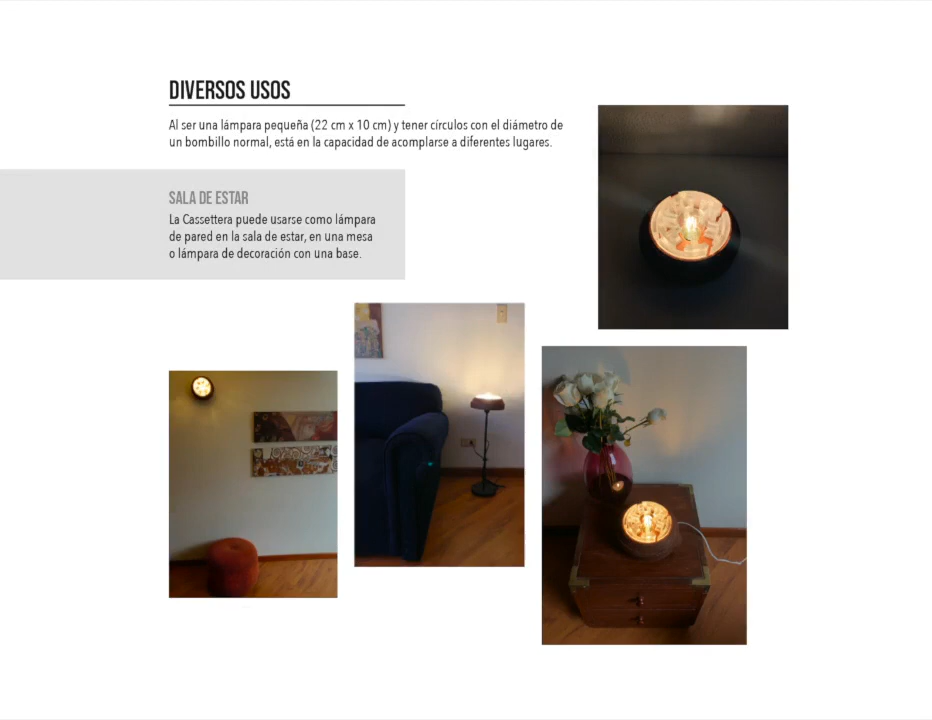 DIVERSOS USOS
Al ser una lámpara pequeña (22 cm x 10 cm) y tener círculos con el diámetro de
un bombillo normal, está en la capacidad de acomplarse a diferentes lugares.
SALA DE ESTAR
La Cassettera puede usarse como lámpara
de pared en la sala de estar, en una mesa
o lámpara de decoración con una base.